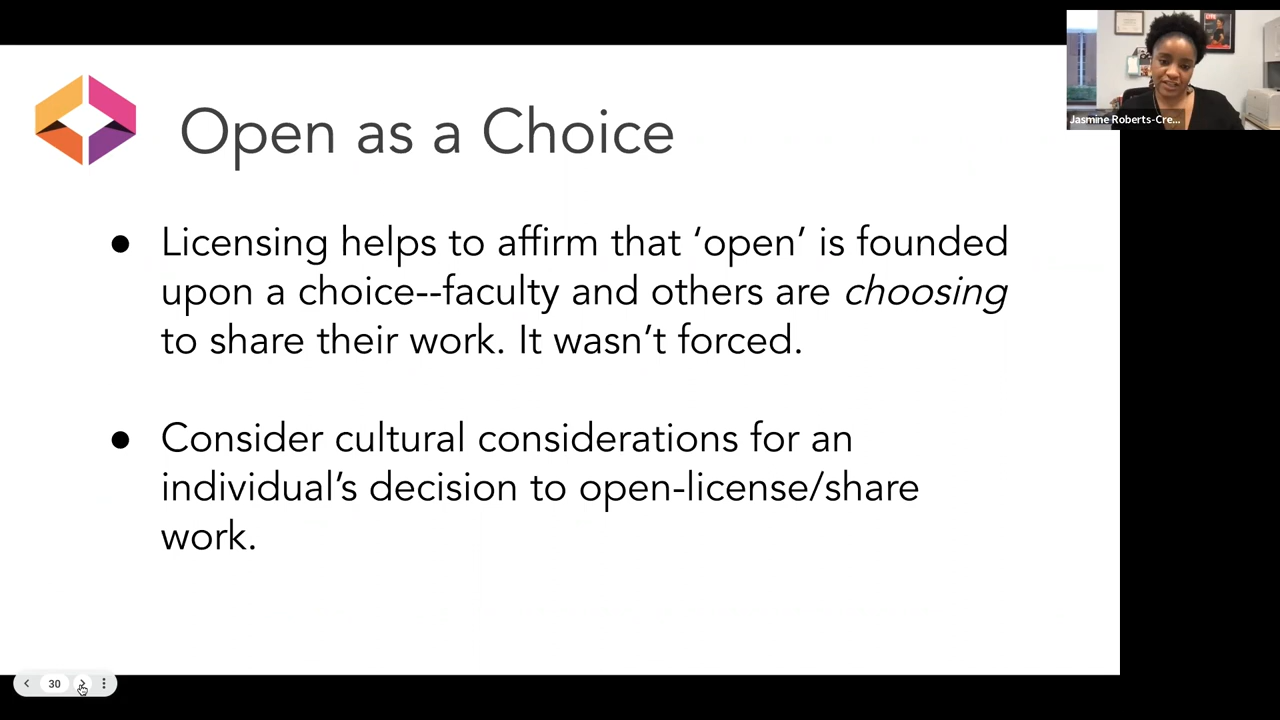 Open as a Choice
● Licensing helps to affirm that ‘open’ is founded
upon a choice--faculty and others are choosing
to share their work. It wasn’t forced.
● Consider cultural considerations for an
individual’s decision to open-license/share
work.
Jasmine Roberts-Cre...
LIFE
30